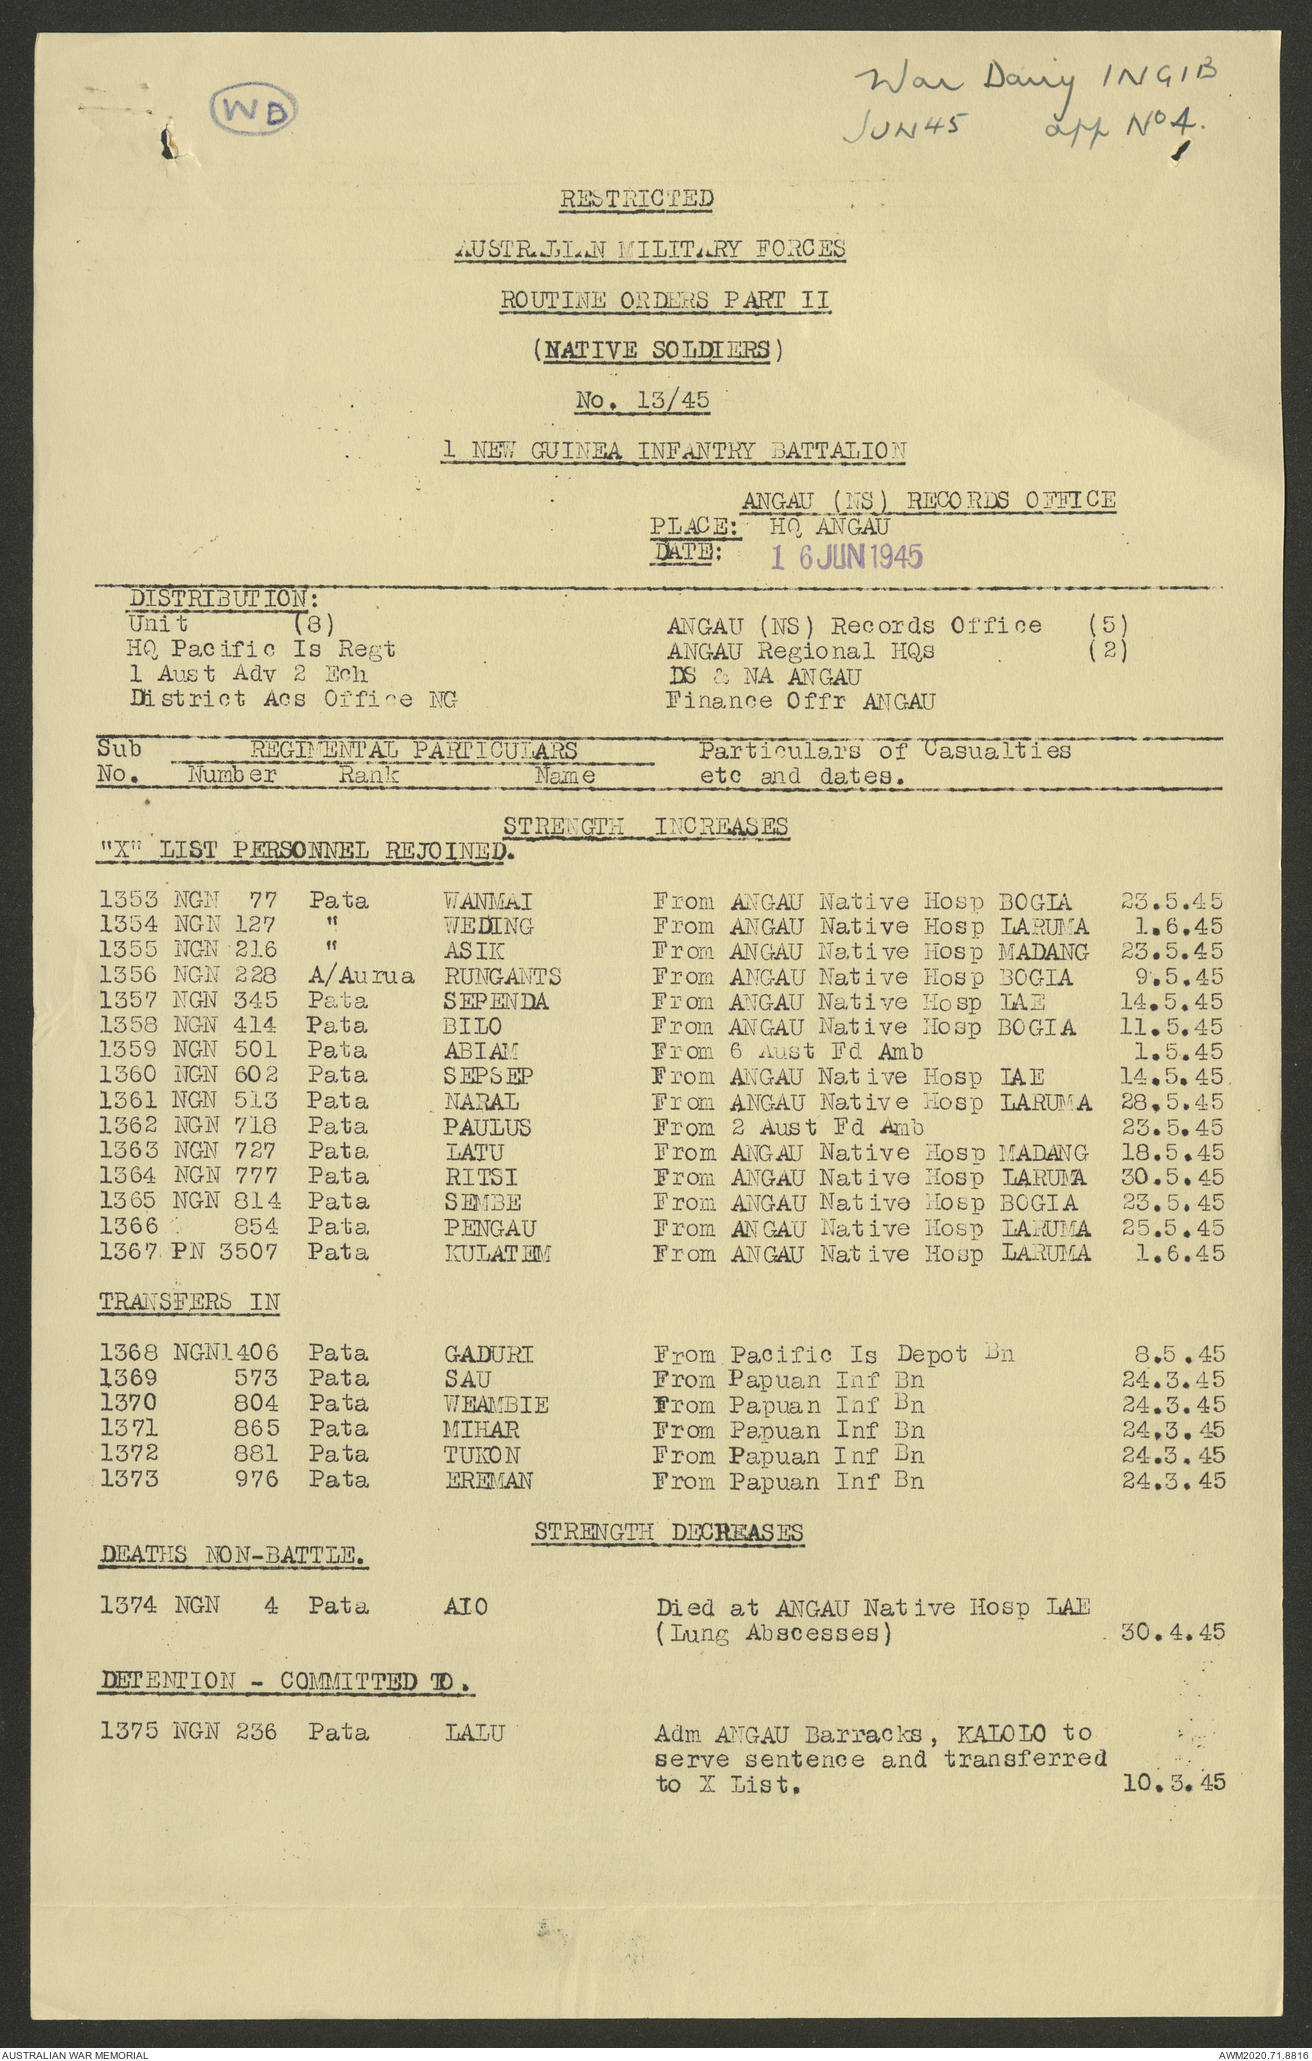 WD
War Dairy 1NGIB
JUN 45 app No 4.
RESTRICTED
AUSTRALIAN MILITARY FORCES
ROUTINE ORDERS PART II
(NATIVE SOLDIERS)
No. 13/45
1 NEW GUINEA INFANTRY BATTALION
ANGAU (NS) RECORDS OFFICE
PLACE: HQ ANGAU
DATE: 16 JUN 1945
DISTRIBUTION:
Unit (8) ANGAU (NS) Records Office (5)
HQ Pacific Is Regt ANGAU Regional HQs (2)
1 Aust Adv 2 Ech DS & NA ANGAU
District Acs Office NG Finance Offr ANGAU
Sub REGIMENTAL PARTICULARS Particulars of Casualties
No. Number Rank Name etc and dates.
STRENGTH INCREASES
"X" LIST PERSONNEL REJOINED.
1353 NGN 77 Pata WANMAI From ANGAU Native Hosp BOGIA 23.5.45
1354 NGN 127 " WEDING From ANGAU Native Hosp LARUMA 1.6.45
1355 NGN 216 " ASIK From ANGAU Native Hosp MADANG 23.5.45
1356 NGN 228 A/Aurua RUNGANTS From ANGAU Native Hosp BOGIA 9.5.45
1357 NGN 345 Pata SEPENDA From ANGAU Native Hosp LAE 14.5.45
1358 NGN 414 Pata BILO From ANGAU Native Hosp BOGIA 11.5.45
1359 NGN 501 Pata ABIAM From 6 Aust Fd Amb 1.5.45
1360 NGN 602 Pata SEPSEP From ANGAU Native Hosp LAE 14.5.45
1361 NGN 513 Pata NARAL From ANGAU Native Hosp LARUMA 28.5.45
1362 NGN 718 Pata PAULUS From 2 Aust Fd Amb 23.5.45
1363 NGN 727 Pata LATU From ANGAU Native Hosp MADANG 18.5.45
1364 NGN 777 Pata RITSI From ANGAU Native Hosp LARUMA 30.5.45
1365 NGN 814 Pata SEMBE From ANGAU Native Hosp BOGIA 23.5.45
1366 854 Pata PENGAU From ANGAU Native Hosp LARUMA 25.5.45
1367 PN 3507 Pata KULATEM From ANGAU Native Hosp LARUMA 1.6.45
TRANSFERS IN
1368 NGN1406 Pata GADURI From Pacific Is Depot Bn 8.5.45
1369 573 Pata SAU From Papuan Inf Bn 24.3.45
1370 804 Pata WEAMBIE From Papuan Inf Bn 24.3.45
1371 865 Pata MIHAR From Papuan Inf Bn 24.3.45
1372 881 Pata TUKON From Papuan Inf Bn 24.3.45
1373 976 Pata EREMAN From Papuan Inf Bn 24.3.45
STRENGTH DECREASES
DEATHS NON-BATTLE.
1374 NGN 4 Pata AIO Died at ANGAU Native Hosp LAE
(Lung Abscesses) 30.4.45
DETENTION - COMMITTED TO.
1375 NGN 236 Pata LALU Adm ANGAU Barracks, KALOLO to
serve sentence and transferred
to X List. 10.3.45
AUSTRALIAN WAR MEMORIAL AWM2020.71.8816